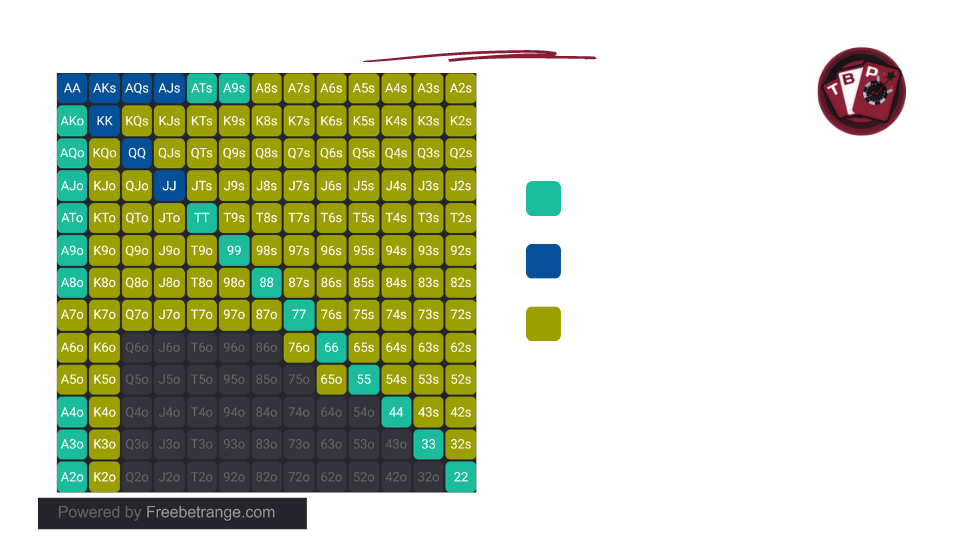 AA AKs AQs AJs ATs A9s A8s A7s A6s A5s A4s A3s A2s
AKo KK KQs KJs KTs K9s K8s K7s K6s K5s K4s K3s K2s
AQo KQo QQ QJs QTs Q9s Q8s Q7s Q6s Q5s Q4s Q3s Q2s
AJo KJo QJo JJ JTs J9s J8s J7s J6s J5s J4s J3s J2s
ATo KTo QTo JTo TT T9s T8s T7s T6s T5s T4s T3s T2s
A9o K9o Q9o J9o T9o 99 98s 97s 96s 95s 94s 93s 92s
A8o K8o Q8o J8o T8o 98o 88 87s 86s 85s 84s 83s 82s
A7o K7o Q7o J7o T7o 97o 87o 77 76s 75s 74s 73s 72s
A6o K6o Q6o J6o T6o 96o 86o 76o 66 65s 64s 63s 62s
A5o K5o Q5o J5o T5o 95o 85o 75o 65o 55 54s 53s 52s
A4o K4o Q4o J4o T4o 94o 84o 74o 64o 54o 44 43s 42s
A3o K3o Q3o J3o T3o 93o 83o 73o 63o 53o 43o 33 32s
A2o K2o Q2o J2o T2o 92o 82o 72o 62o 52o 42o 32o 22
TBP
Powered by Freebetrange.com